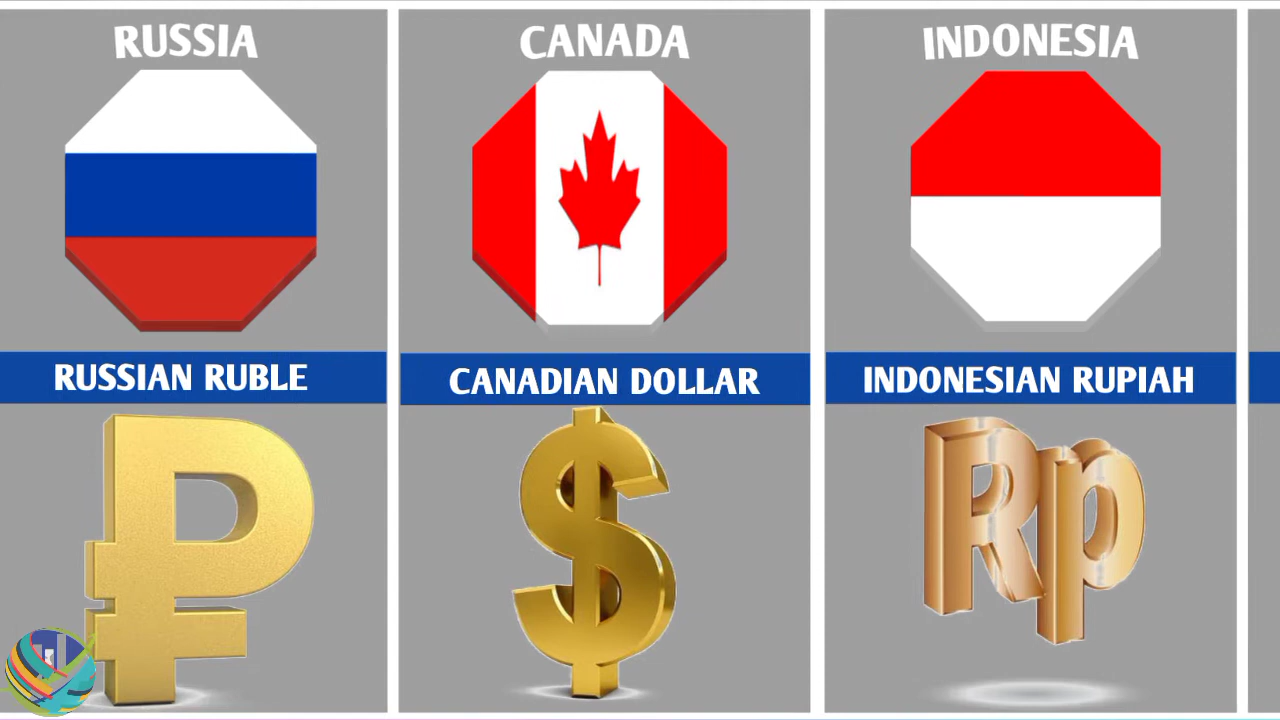 RUSSIA
RUSSIAN RUBLE
₽
CANADA
CANADIAN DOLLAR
$
INDONESIA
INDONESIAN RUPIAH
Rp